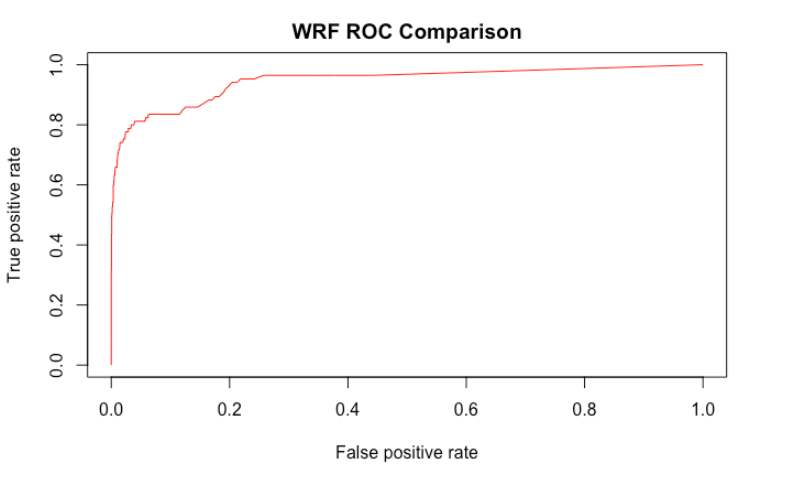 WRF ROC Comparison
True positive rate
1.0
0.8
0.6
0.4
0.2
0.0
0.0 0.2 0.4 0.6 0.8 1.0
False positive rate